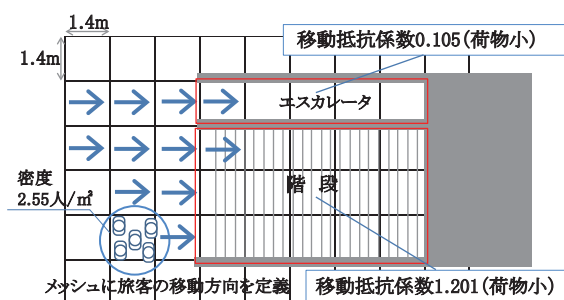 1.4m
移動抵抗係数0.105(荷物小)
1.4m
エスカレータ
密度
2.55人/㎡
階 段
メッシュに旅客の移動方向を定義
移動抵抗係数1.201(荷物小)